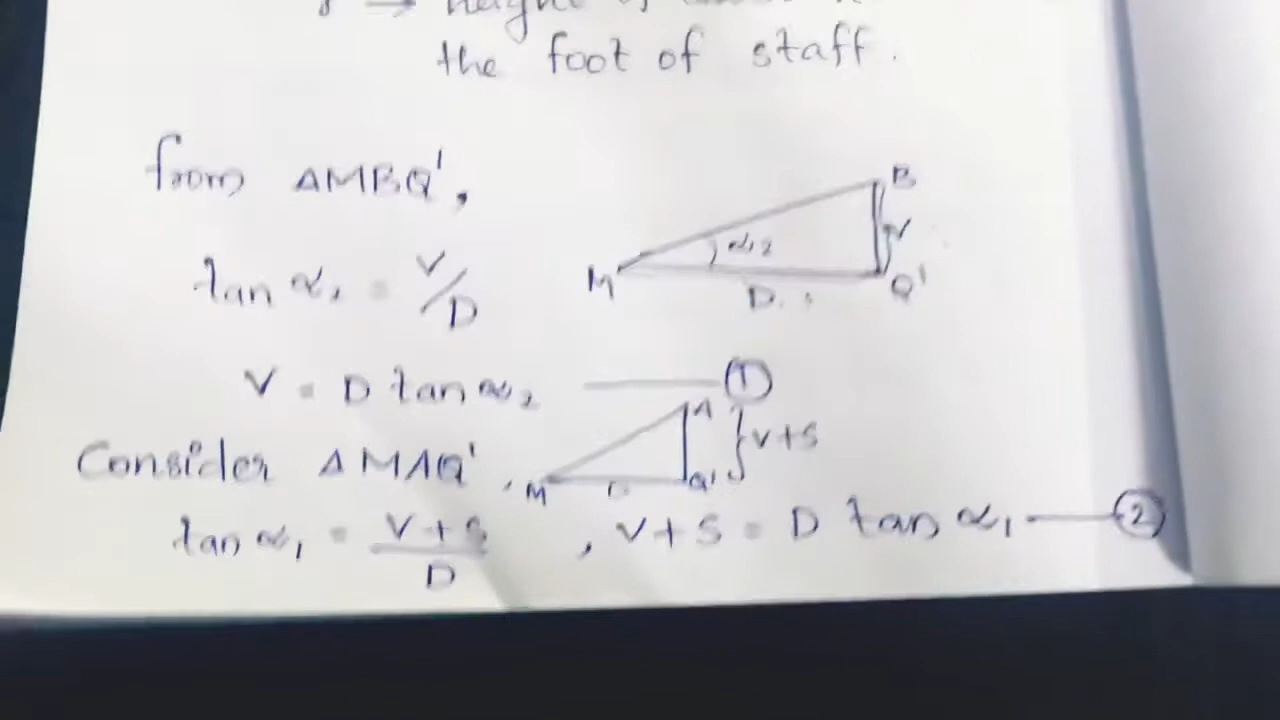 the foot of staff.
from ΔMBQ',
B
α2
V
M
D
Q'
tan α2 = V/D
V = D tan α2 —— ①
A
V+S
Consider ΔMAQ'.
M
D
Q'
tan α1 = V+S/D , V+S = D tan α1 —— ②